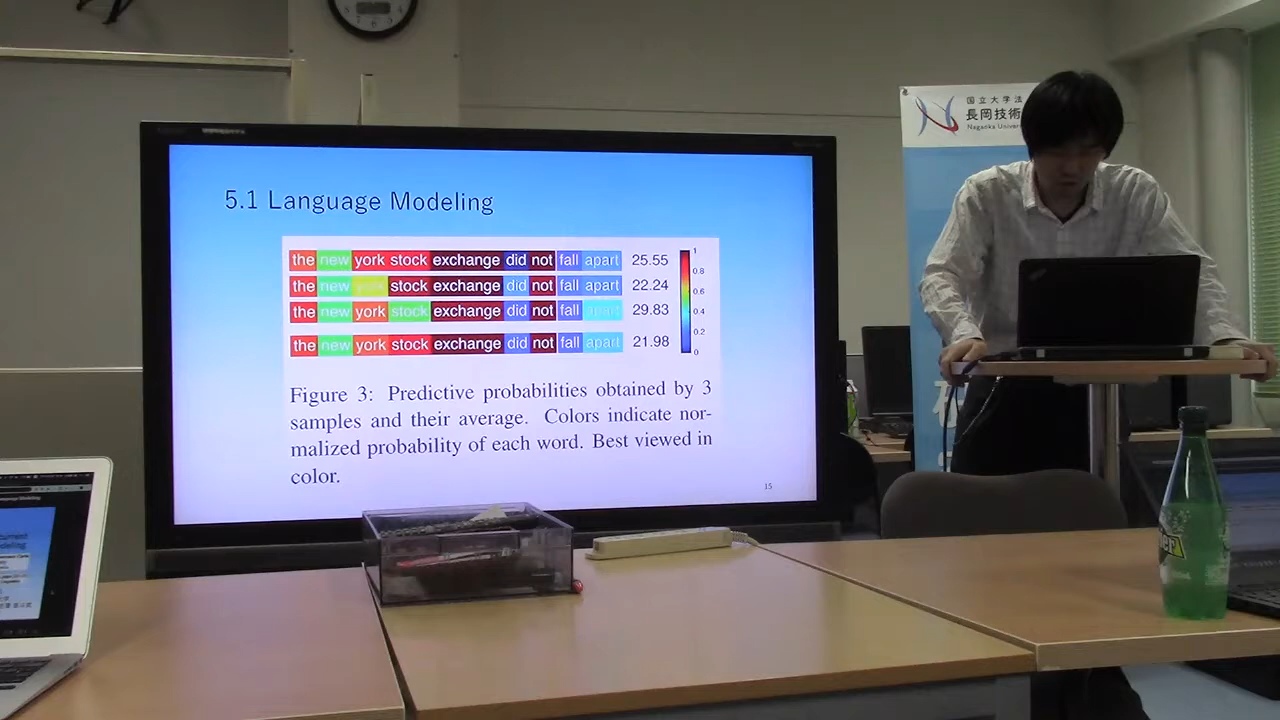 5.1 Language Modeling
the new york stock exchange did not fall apart 25.55
the new york stock exchange did not fall apart 22.24
the new york stock exchange did not fall apart 29.83
the new york stock exchange did not fall apart 21.98
1
0.8
0.6
0.4
0.2
0
Figure 3: Predictive probabilities obtained by 3
samples and their average. Colors indicate nor-
malized probability of each word. Best viewed in
color.
15
国立大学法
長岡技術
Nagaoka Univer